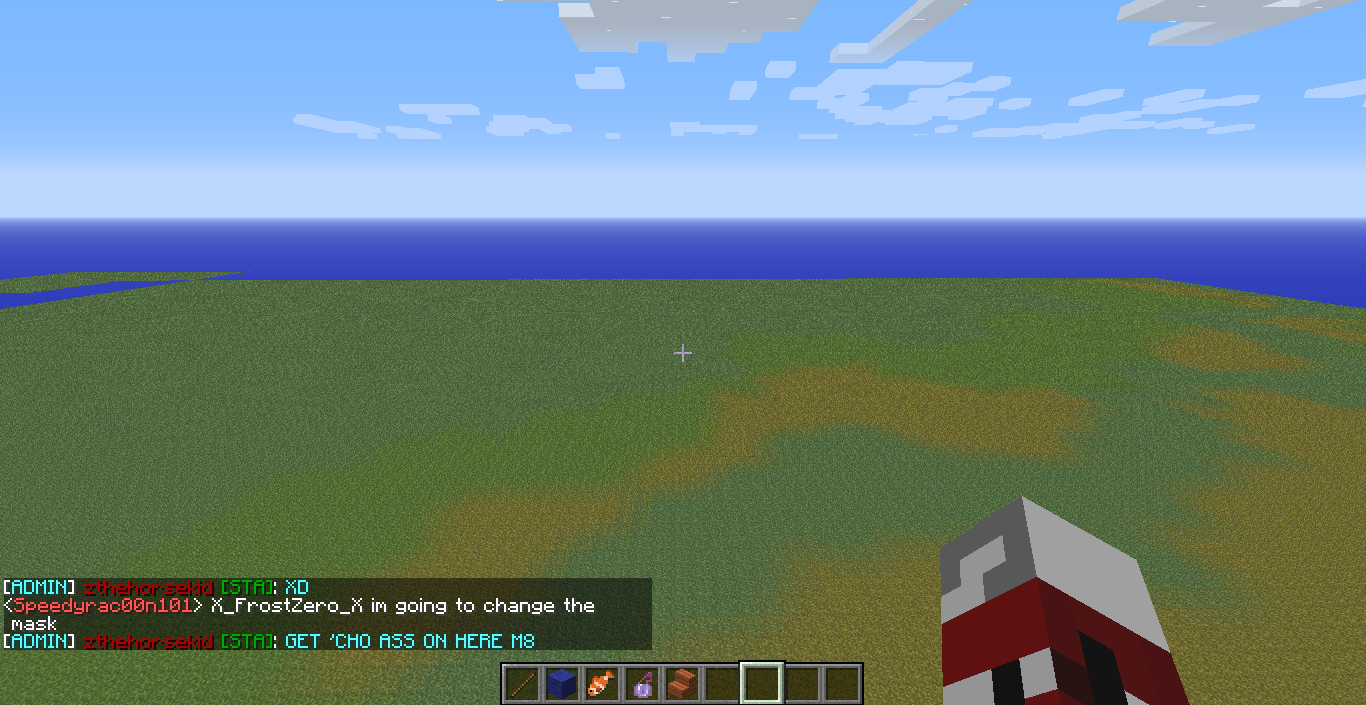 [ADMIN] zthehorsekid [STA]: XD
<Speedyrac00n101> X_FrostZero_X im going to change the
mask
[ADMIN] zthehorsekid [STA]: GET 'CHO ASS ON HERE M8